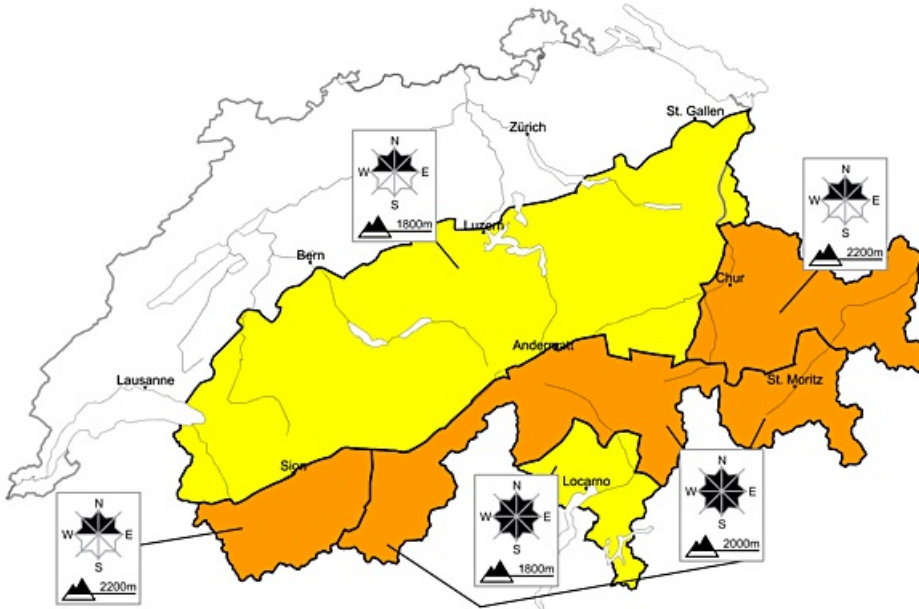 St. Gallen
Zürich
N
W E
S
1800m
Luzern
N
W E
S
2200m
Bern
Chur
Andermatt
Lausanne
St. Moritz
Sion
Locarno
N
W E
S
2200m
N
W E
S
1800m
N
W E
S
2000m